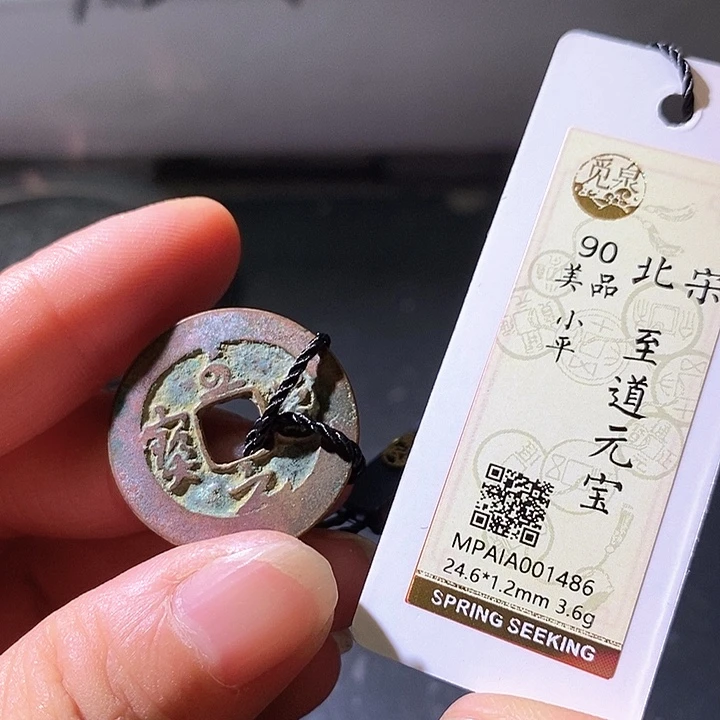 觅泉
90
美品
小平
北宋
至道元宝
MPAIA001486
24.6*1.2mm 3.6g
SPRING SEEKING